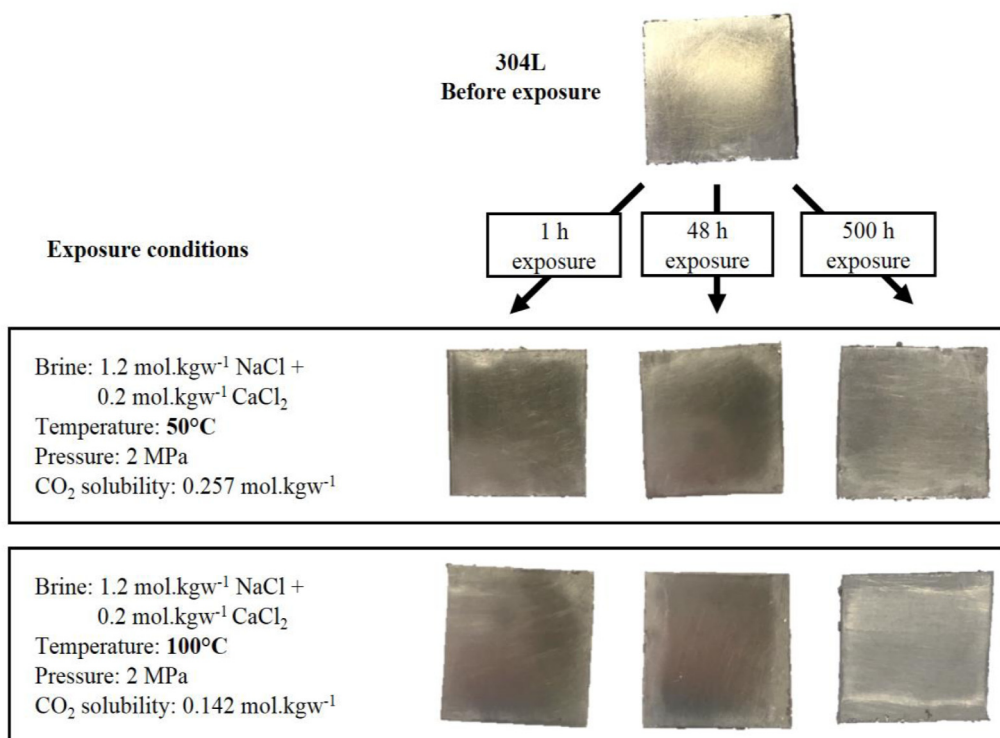 304L
Before exposure
1 h
exposure
48 h
exposure
500 h
exposure
Exposure conditions
Brine: 1.2 mol.kgw⁻¹ NaCl +
0.2 mol.kgw⁻¹ CaCl₂
Temperature: 50°C
Pressure: 2 MPa
CO₂ solubility: 0.257 mol.kgw⁻¹
Brine: 1.2 mol.kgw⁻¹ NaCl +
0.2 mol.kgw⁻¹ CaCl₂
Temperature: 100°C
Pressure: 2 MPa
CO₂ solubility: 0.142 mol.kgw⁻¹